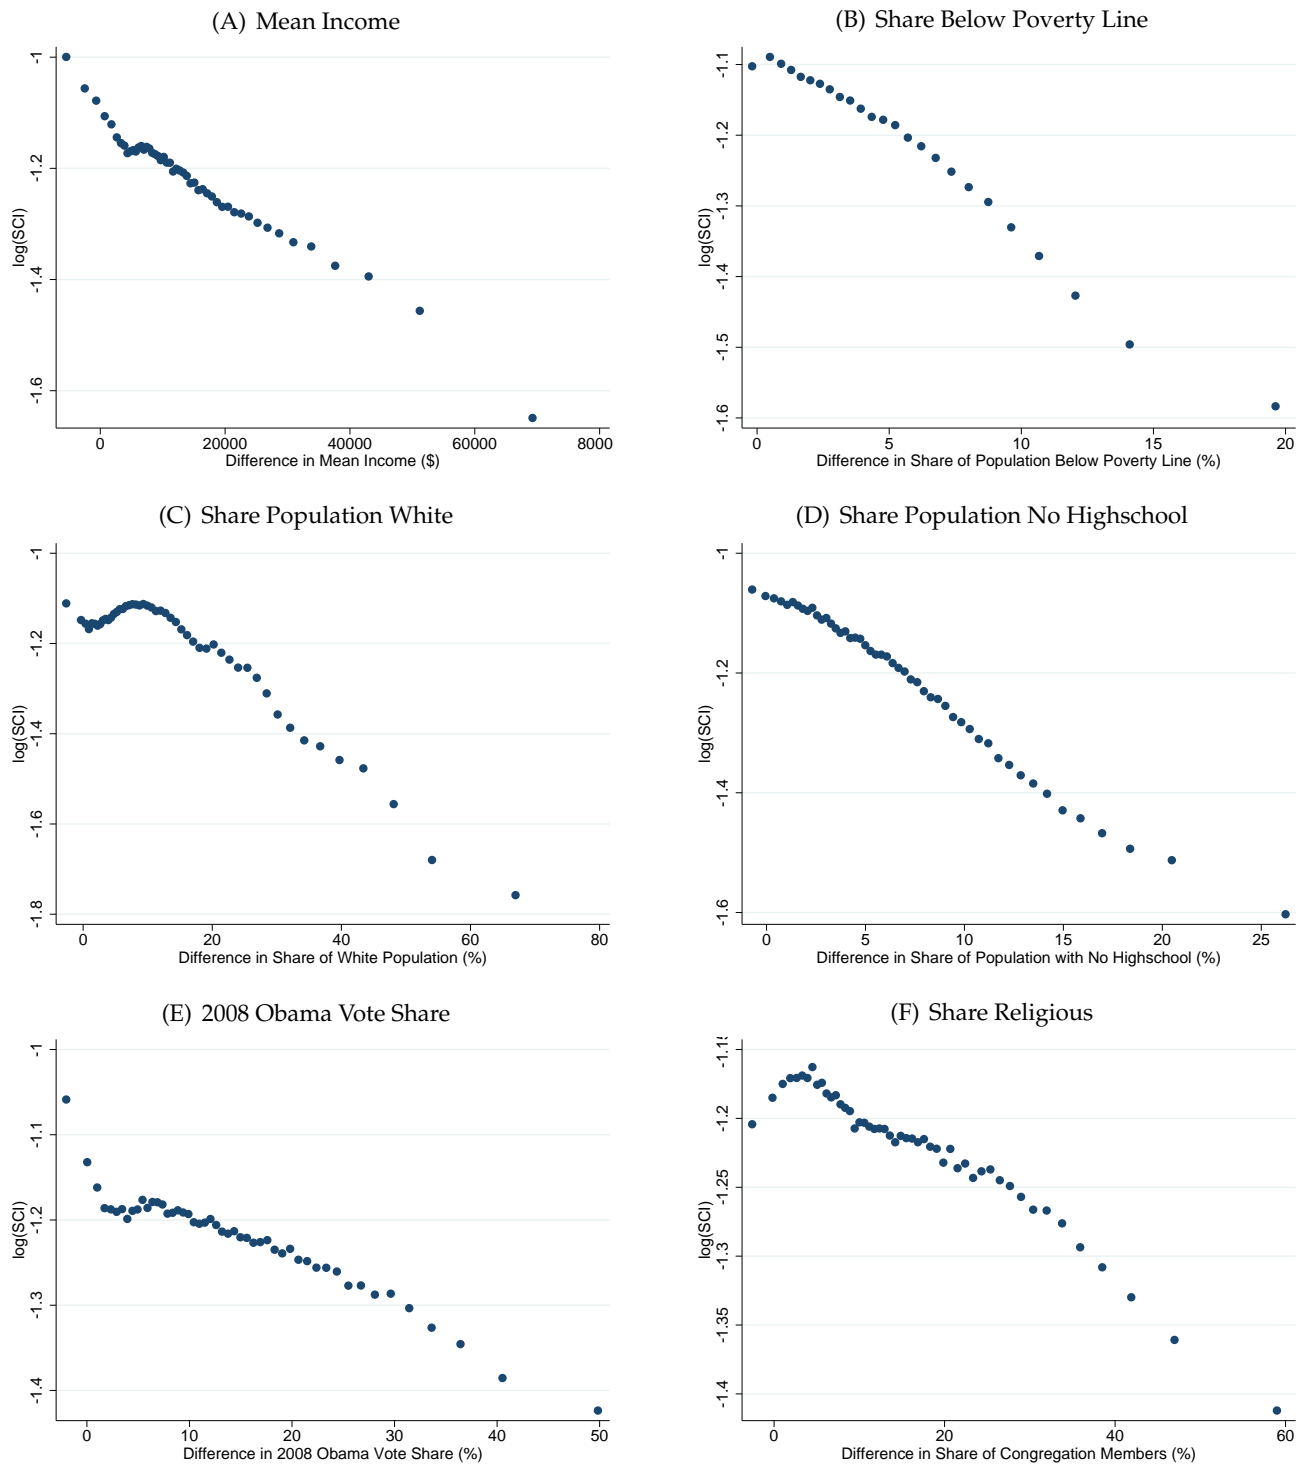 (A) Mean Income
-1
-1.2
-1.4
-1.6
log(SCI)
0 20000 40000 60000 8000
Difference in Mean Income ($)
(B) Share Below Poverty Line
-1.1
-1.2
-1.3
-1.4
-1.5
-1.6
log(SCI)
0 5 10 15 20
Difference in Share of Population Below Poverty Line (%)
(C) Share Population White
-1
-1.2
-1.4
-1.6
-1.8
log(SCI)
0 20 40 60 80
Difference in Share of White Population (%)
(D) Share Population No Highschool
-1
-1.2
-1.4
-1.6
log(SCI)
0 5 10 15 20 25
Difference in Share of Population with No Highschool (%)
(E) 2008 Obama Vote Share
-1
-1.1
-1.2
-1.3
-1.4
log(SCI)
0 10 20 30 40 50
Difference in 2008 Obama Vote Share (%)
(F) Share Religious
-1.2
-1.25
-1.3
-1.35
-1.4
log(SCI)
0 20 40 60
Difference in Share of Congregation Members (%)